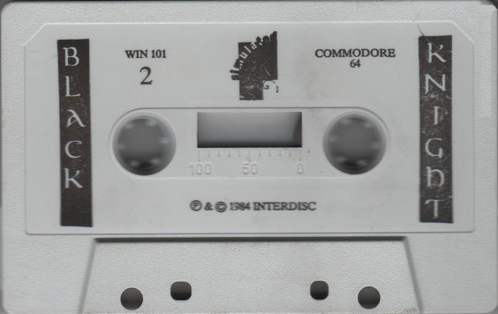 BLACK
WIN 101
2
COMMODORE
64
KNIGHT
100 50 0
Ⓟ & © 1984 INTERDISC